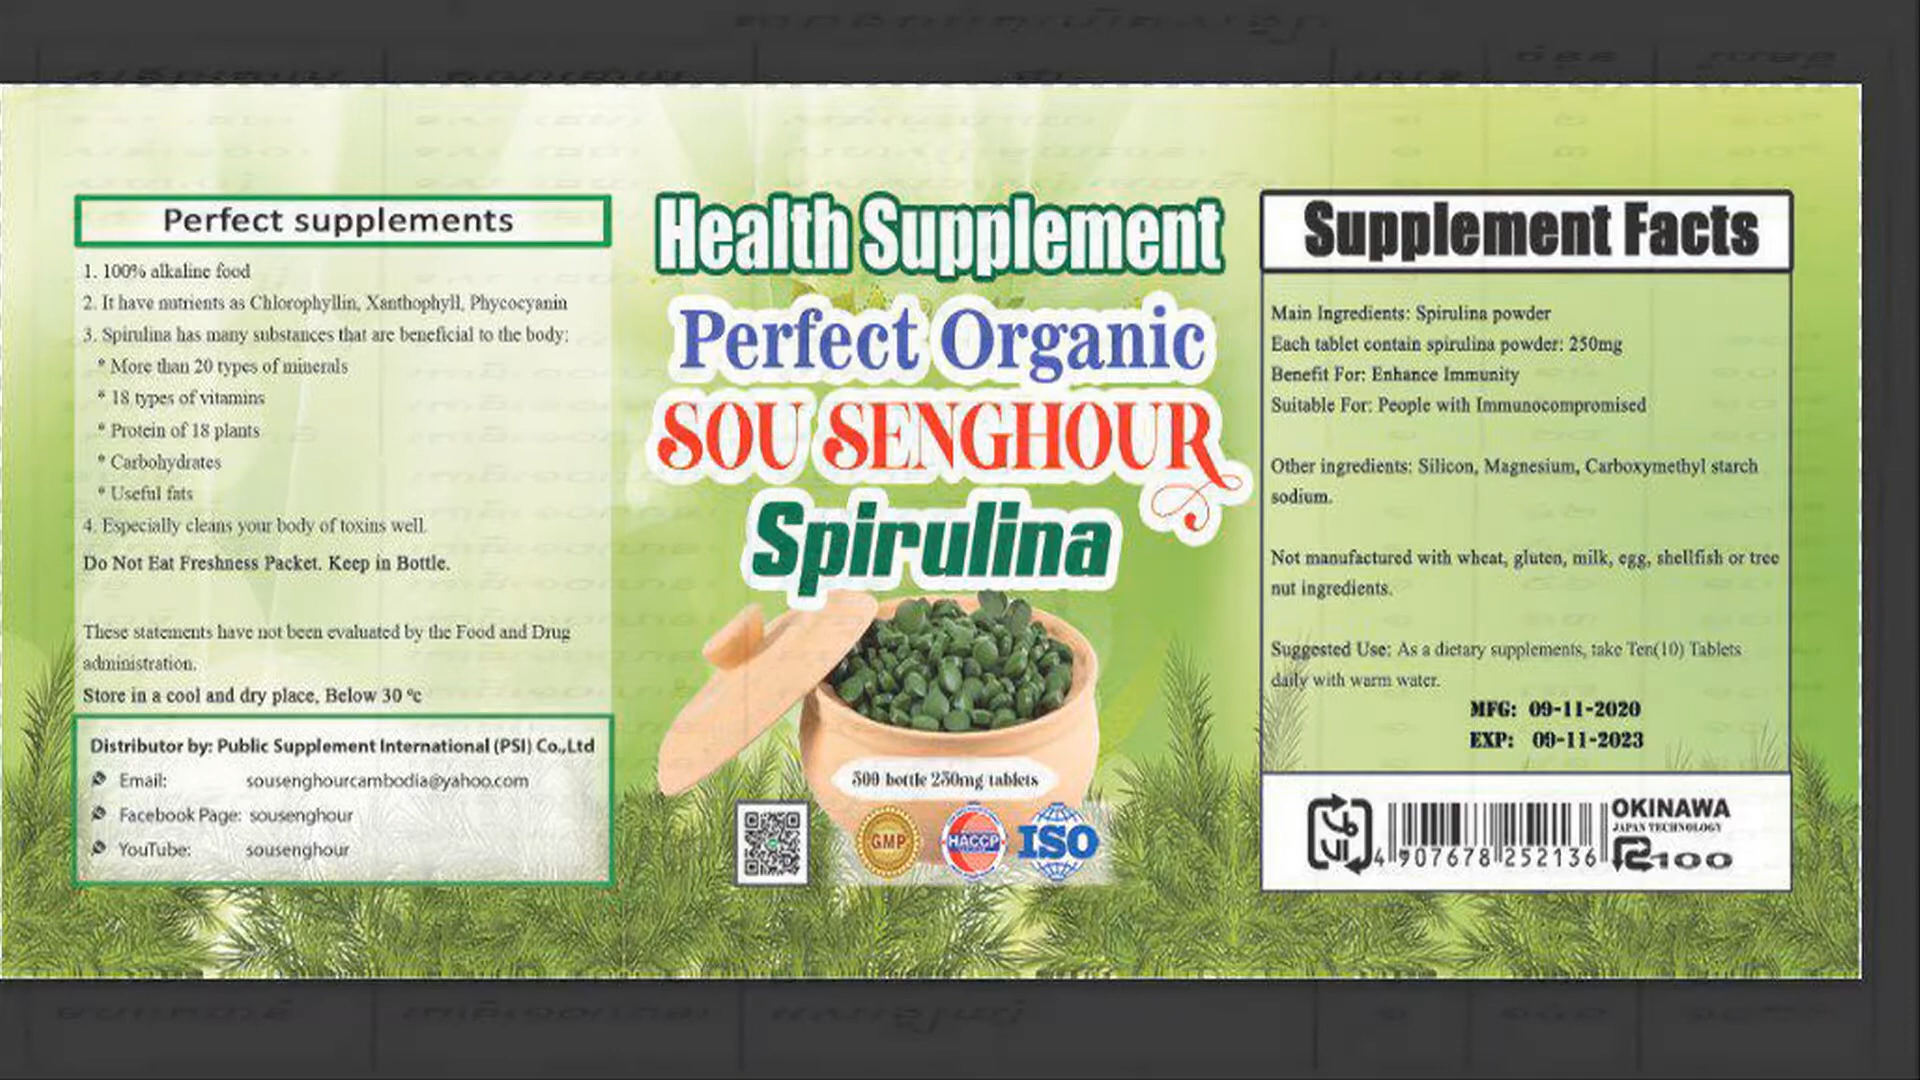 Perfect supplements
1. 100% alkaline food
2. It have nutrients as Chlorophyllin, Xanthophyll, Phycocyanin
3. Spirulina has many substances that are beneficial to the body:
* More than 20 types of minerals
* 18 types of vitamins
* Protein of 18 plants
* Carbohydrates
* Useful fats
4. Especially cleans your body of toxins well.
Do Not Eat Freshness Packet. Keep in Bottle.
These statements have not been evaluated by the Food and Drug
administration.
Store in a cool and dry place, Below 30 °c
Distributor by: Public Supplement International (PSI) Co.,Ltd
Email: sousenghourcambodia@yahoo.com
Facebook Page: sousenghour
YouTube: sousenghour
Health Supplement
Perfect Organic
SOU SENGHOUR
Spirulina
500 bottle 250mg tablets
GMP
HACCP
ISO
Supplement Facts
Main Ingredients: Spirulina powder
Each tablet contain spirulina powder: 250mg
Benefit For: Enhance Immunity
Suitable For: People with Immunocompromised
Other ingredients: Silicon, Magnesium, Carboxymethyl starch
sodium.
Not manufactured with wheat, gluten, milk, egg, shellfish or tree
nut ingredients.
Suggested Use: As a dietary supplements, take Ten(10) Tablets
daily with warm water.
MFG: 09-11-2020
EXP: 09-11-2023
4 907678 252136
OKINAWA
JAPAN TECHNOLOGY
R100